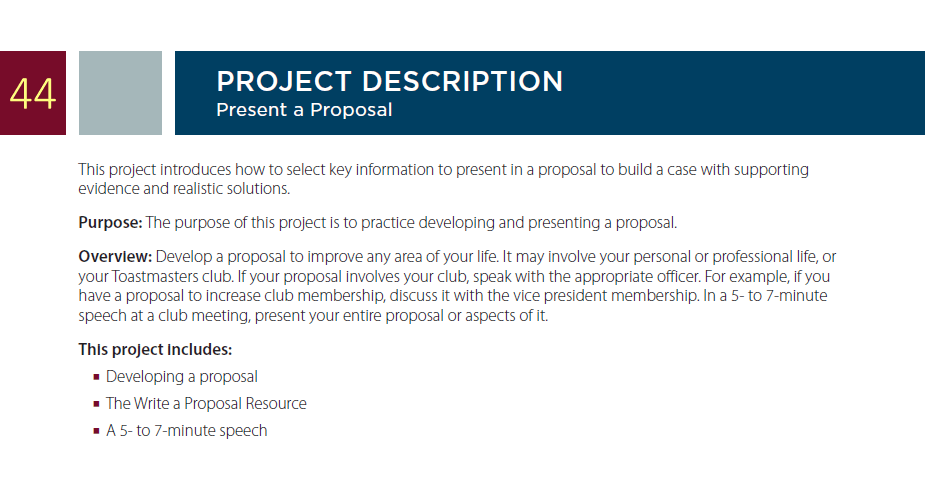 44
PROJECT DESCRIPTION
Present a Proposal
This project introduces how to select key information to present in a proposal to build a case with supporting
evidence and realistic solutions.
Purpose: The purpose of this project is to practice developing and presenting a proposal.
Overview: Develop a proposal to improve any area of your life. It may involve your personal or professional life, or
your Toastmasters club. If your proposal involves your club, speak with the appropriate officer. For example, if you
have a proposal to increase club membership, discuss it with the vice president membership. In a 5- to 7-minute
speech at a club meeting, present your entire proposal or aspects of it.
This project includes:
▪ Developing a proposal
▪ The Write a Proposal Resource
▪ A 5- to 7-minute speech